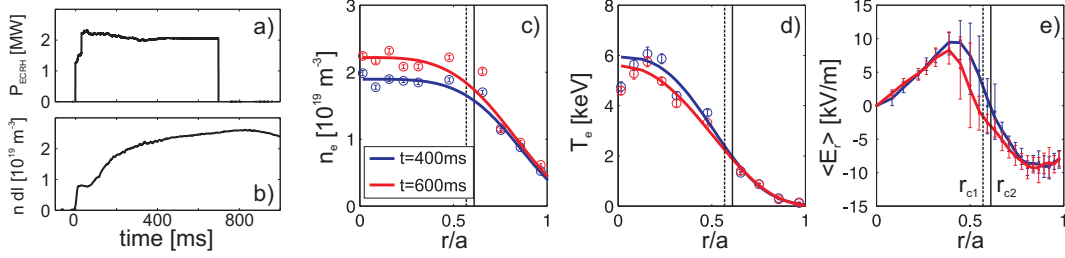 a)
P_ECRH [MW]
2
1
0
b)
n dl [10^19 m^-3]
2
1
0
0
400
800
time [ms]
c)
n_e [10^19 m^-3]
3
2
1
0
t=400ms
t=600ms
0
0.5
1
r/a
d)
T_e [keV]
8
6
4
2
0
0
0.5
1
r/a
e)
<E_r> [kV/m]
15
10
5
0
-5
-10
-15
r_c1
r_c2
0
0.5
1
r/a